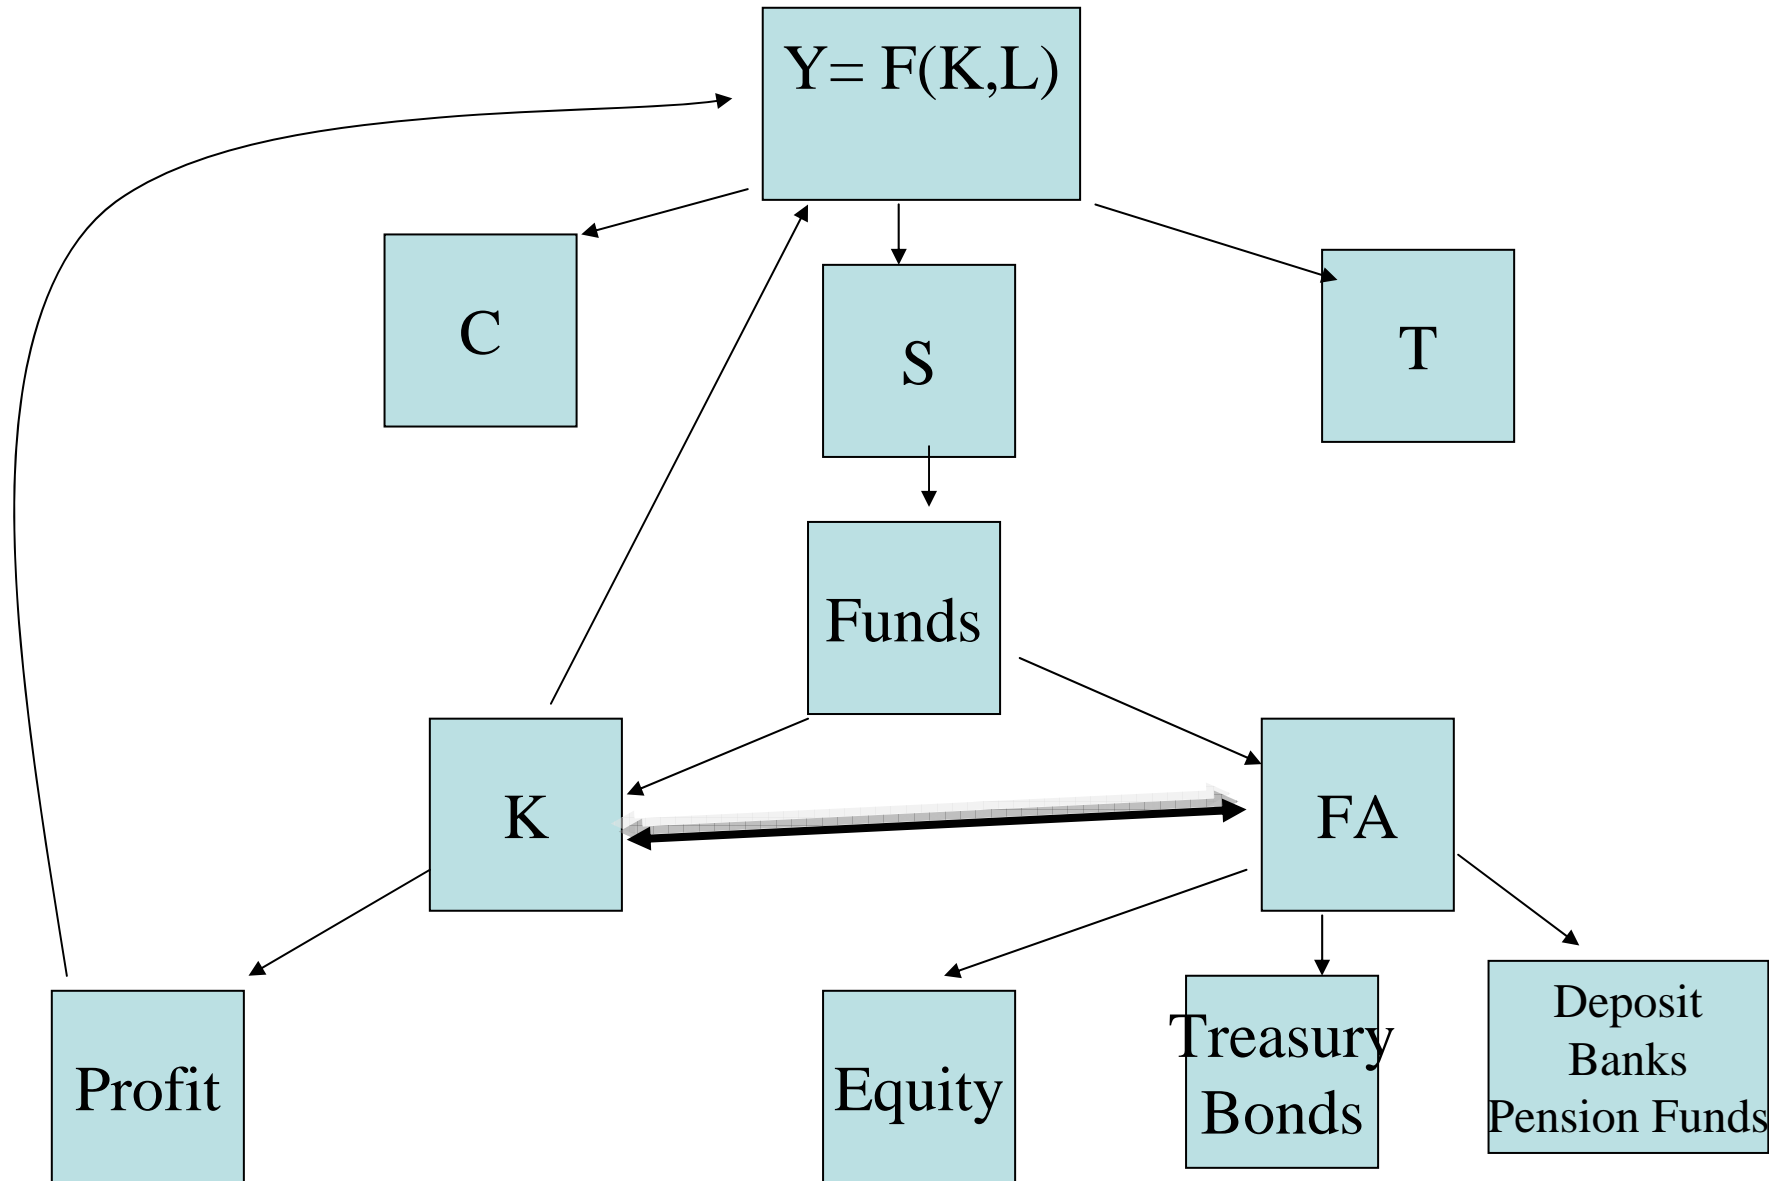 Y= F(K,L)
C
S
T
Funds
K
FA
Profit
Equity
Treasury
Bonds
Deposit
Banks
Pension Funds